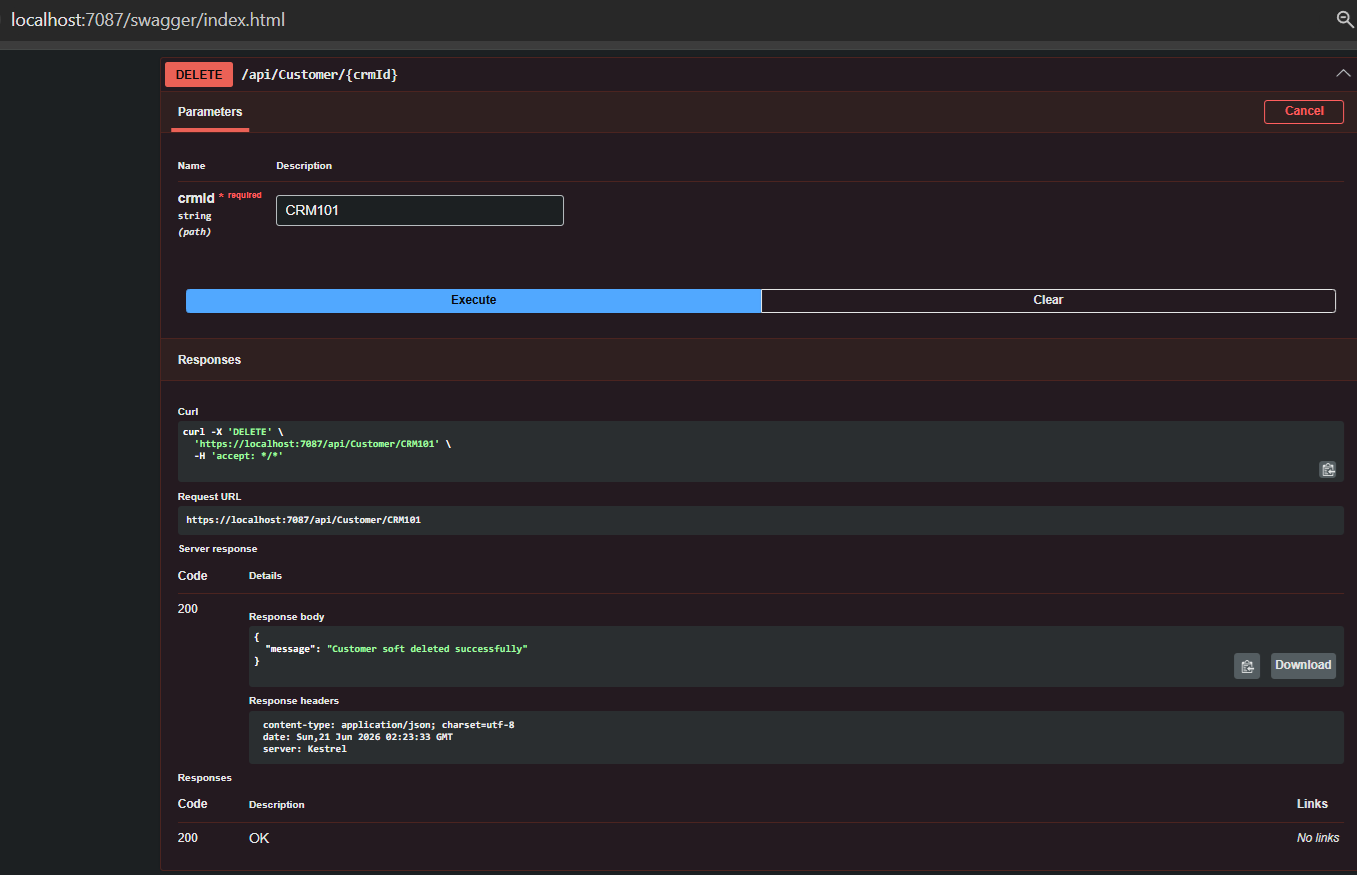 localhost:7087/swagger/index.html
DELETE /api/Customer/{crmId}
Parameters
Cancel
Name Description
crmId * required
string
(path)
CRM101
Execute Clear
Responses
Curl
curl -X 'DELETE' \
'https://localhost:7087/api/Customer/CRM101' \
-H 'accept: */*'
Request URL
https://localhost:7087/api/Customer/CRM101
Server response
Code Details
200
Response body
{
"message": "Customer soft deleted successfully"
}
Download
Response headers
content-type: application/json; charset=utf-8
date: Sun,21 Jun 2026 02:23:33 GMT
server: Kestrel
Responses
Code Description Links
200 OK No links